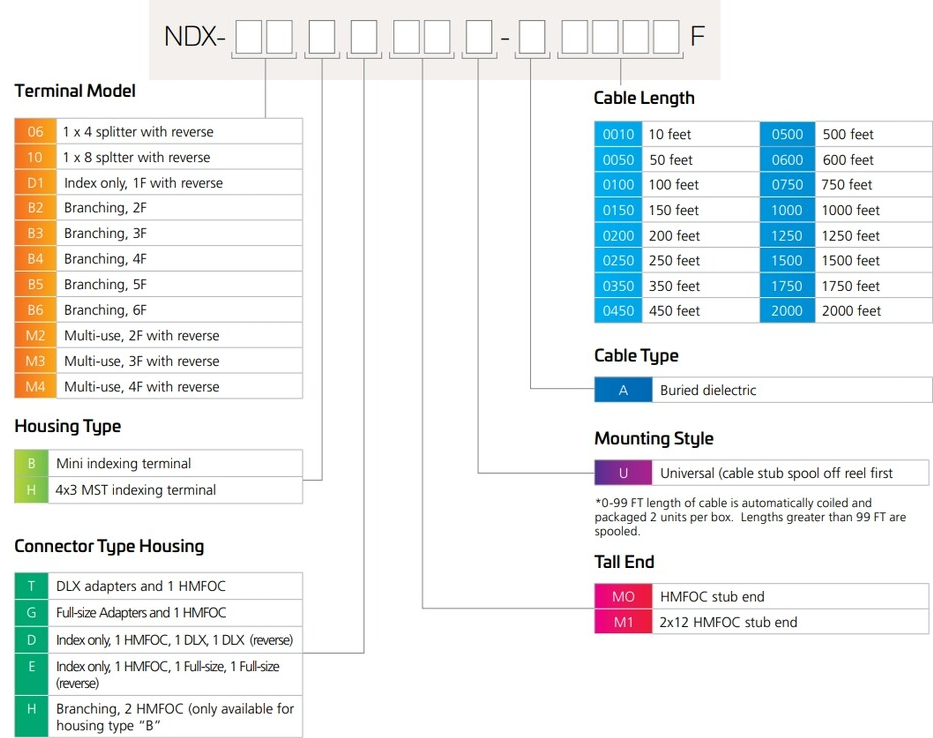 NDX- - F
Terminal Model
06 1 x 4 splitter with reverse
10 1 x 8 spltter with reverse
D1 Index only, 1F with reverse
B2 Branching, 2F
B3 Branching, 3F
B4 Branching, 4F
B5 Branching, 5F
B6 Branching, 6F
M2 Multi-use, 2F with reverse
M3 Multi-use, 3F with reverse
M4 Multi-use, 4F with reverse
Housing Type
B Mini indexing terminal
H 4x3 MST indexing terminal
Connector Type Housing
T DLX adapters and 1 HMFOC
G Full-size Adapters and 1 HMFOC
D Index only, 1 HMFOC, 1 DLX, 1 DLX (reverse)
E Index only, 1 HMFOC, 1 Full-size, 1 Full-size
(reverse)
H Branching, 2 HMFOC (only available for
housing type “B”
Cable Length
0010 10 feet 0500 500 feet
0050 50 feet 0600 600 feet
0100 100 feet 0750 750 feet
0150 150 feet 1000 1000 feet
0200 200 feet 1250 1250 feet
0250 250 feet 1500 1500 feet
0350 350 feet 1750 1750 feet
0450 450 feet 2000 2000 feet
Cable Type
A Buried dielectric
Mounting Style
U Universal (cable stub spool off reel first
*0-99 FT length of cable is automatically coiled and
packaged 2 units per box. Lengths greater than 99 FT are
spooled.
Tall End
MO HMFOC stub end
M1 2x12 HMFOC stub end